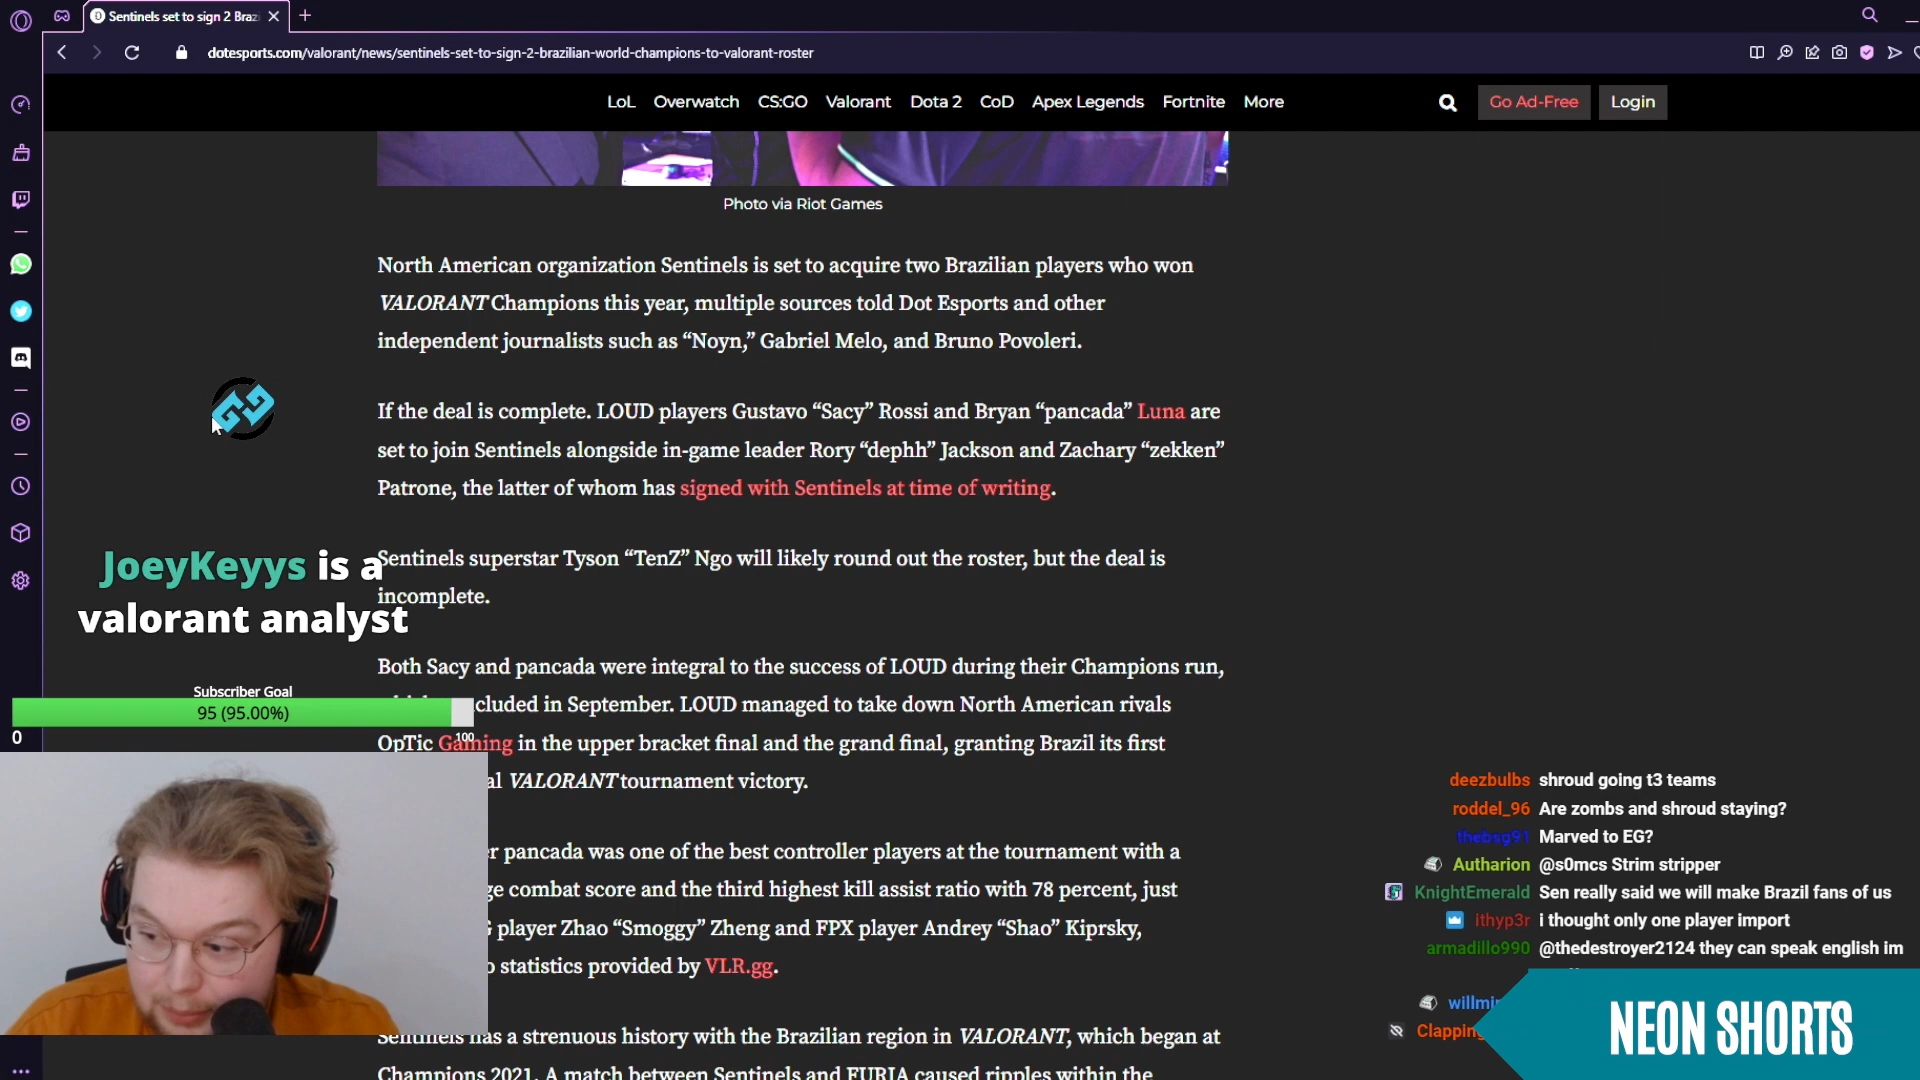 Sentinels set to sign 2 Braz
dotesports.com/valorant/news/sentinels-set-to-sign-2-brazilian-world-champions-to-valorant-roster
LoL Overwatch CS:GO Valorant Dota 2 CoD Apex Legends Fortnite More Go Ad-Free Login
Photo via Riot Games
North American organization Sentinels is set to acquire two Brazilian players who won
VALORANT Champions this year, multiple sources told Dot Esports and other
independent journalists such as “Noyn,” Gabriel Melo, and Bruno Povoleri.
If the deal is complete. LOUD players Gustavo “Sacy” Rossi and Bryan “pancada” Luna are
set to join Sentinels alongside in-game leader Rory “dephh” Jackson and Zachary “zekken”
Patrone, the latter of whom has signed with Sentinels at time of writing.
Sentinels superstar Tyson “TenZ” Ngo will likely round out the roster, but the deal is
incomplete.
JoeyKeyys is a
valorant analyst
Both Sacy and pancada were integral to the success of LOUD during their Champions run,
cluded in September. LOUD managed to take down North American rivals
OpTic Gaming in the upper bracket final and the grand final, granting Brazil its first
al VALORANT tournament victory.
Subscriber Goal
95 (95.00%)
0 100
r pancada was one of the best controller players at the tournament with a
ge combat score and the third highest kill assist ratio with 78 percent, just
player Zhao “Smoggy” Zheng and FPX player Andrey “Shao” Kiprsky,
o statistics provided by VLR.gg.
Sentinels has a strenuous history with the Brazilian region in VALORANT, which began at
Champions 2021. A match between Sentinels and FURIA caused ripples within the
deezbulbs shroud going t3 teams
roddel_96 Are zombs and shroud staying?
thebsg91 Marved to EG?
Autharion @s0mcs Strim stripper
KnightEmerald Sen really said we will make Brazil fans of us
ithyp3r i thought only one player import
armadillo990 @thedestroyer2124 they can speak english im
willmi
Clapping
NEON SHORTS